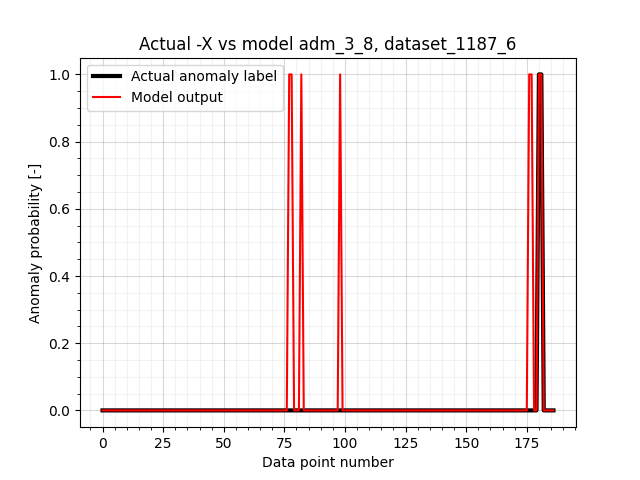 Actual -X vs model adm_3_8, dataset_1187_6
Actual anomaly label
Model output
Anomaly probability [-]
1.0
0.8
0.6
0.4
0.2
0.0
0 25 50 75 100 125 150 175
Data point number